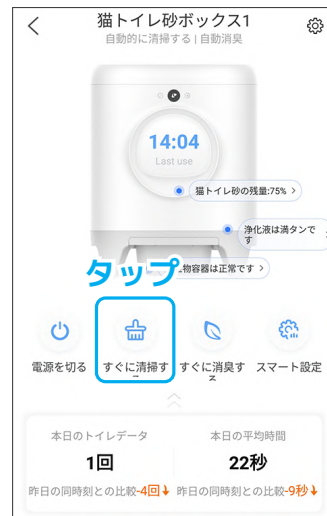 猫トイレ砂ボックス1
自動的に清掃する | 自動消臭
14:04
Last use
猫トイレ砂の残量:75% >
浄化液は満タンで
す
物容器は正常です >
タップ
電源を切る
すぐに清掃す
すぐに消臭す
スマート設定
本日のトイレデータ
本日の平均時間
1回
22秒
昨日の同時刻との比較-4回
昨日の同時刻との比較-9秒